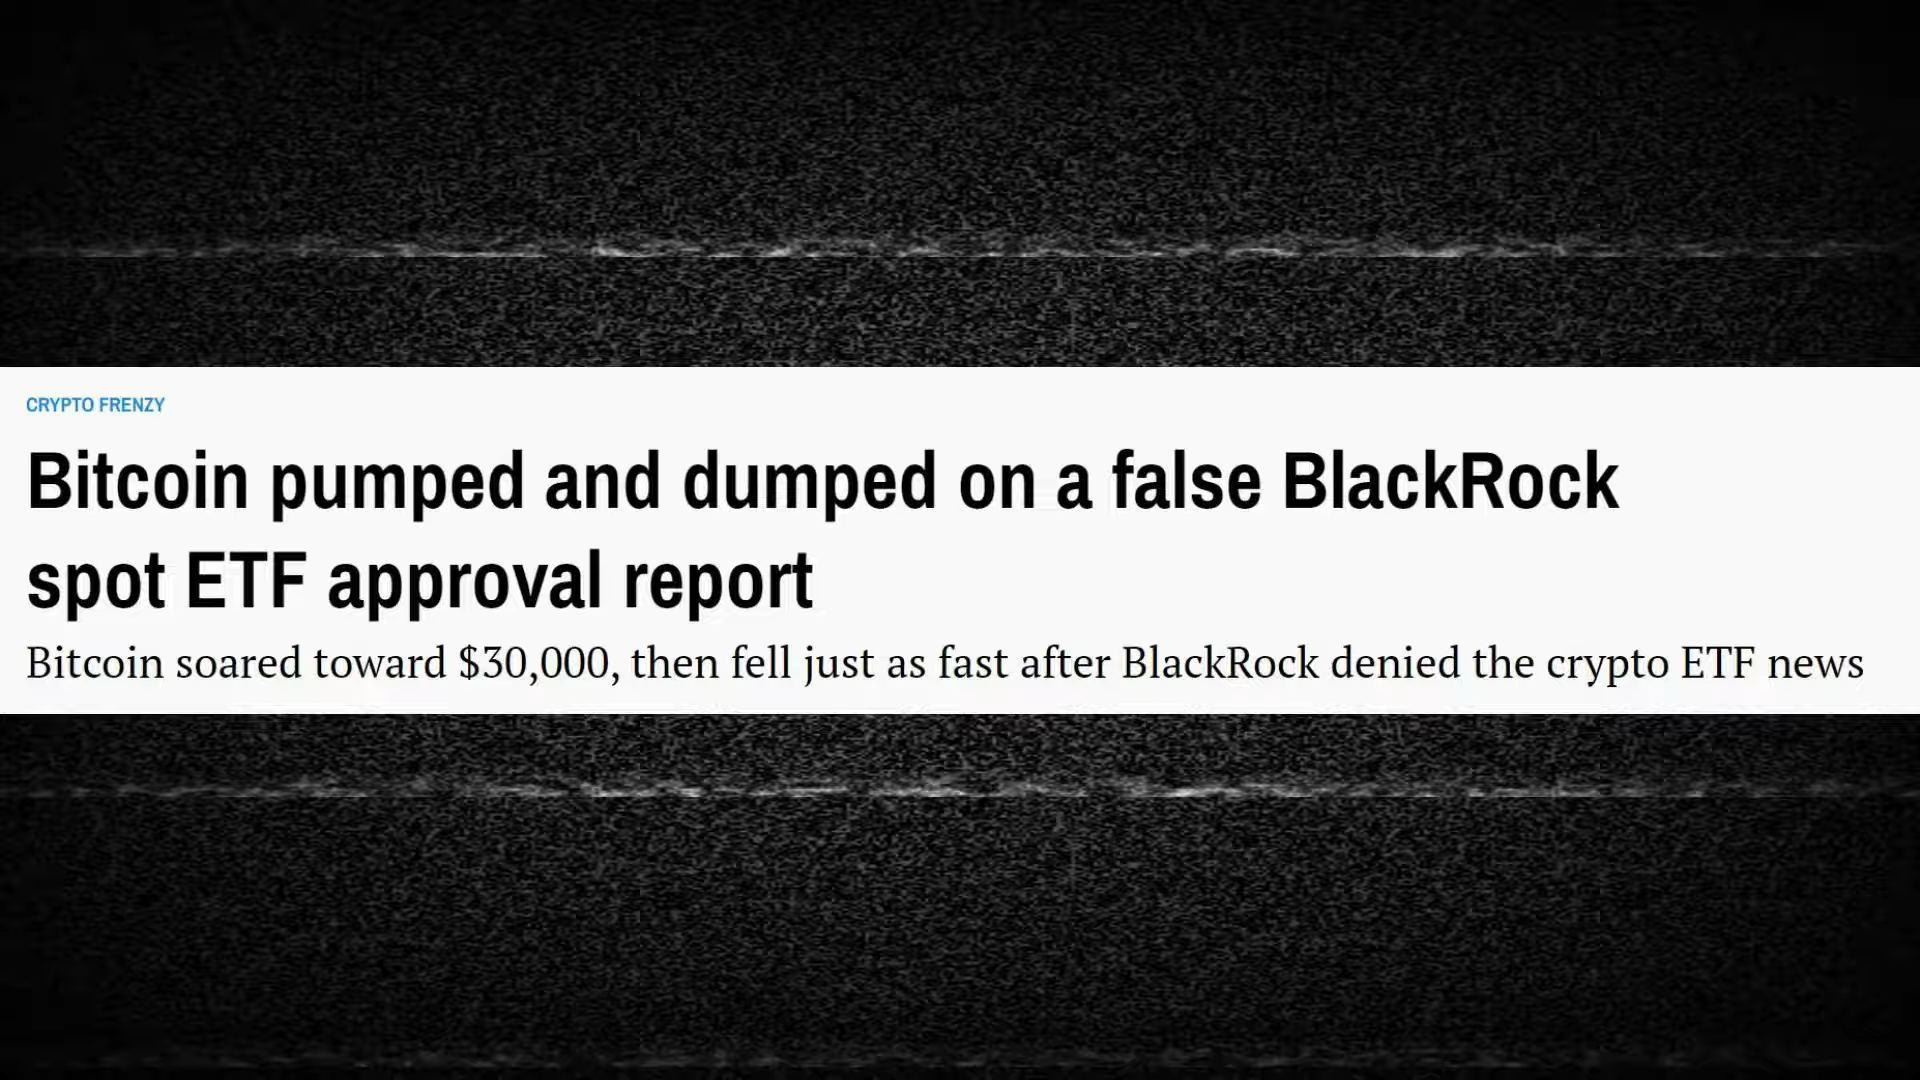 CRYPTO FRENZY
Bitcoin pumped and dumped on a false BlackRock
spot ETF approval report
Bitcoin soared toward $30,000, then fell just as fast after BlackRock denied the crypto ETF news